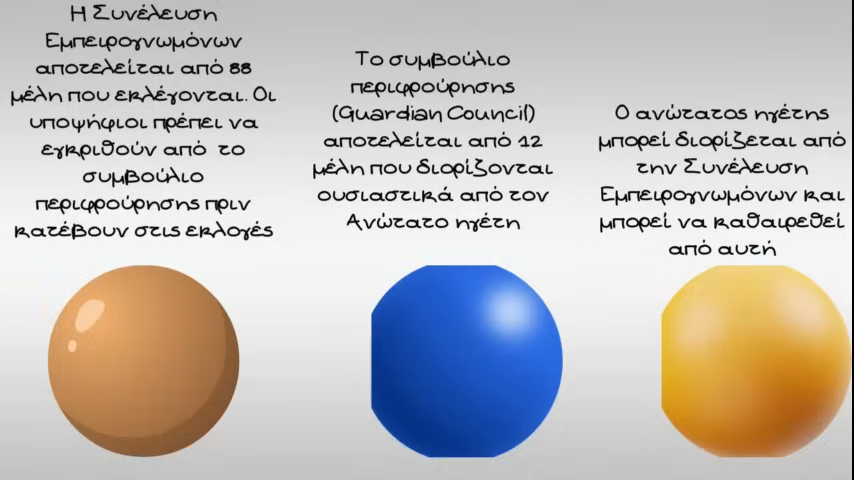 Η Συνέλευση
Εμπειρογνωμόνων
αποτελείται από 88
μέλη που εκλέγονται. Οι
υποψήφιοι πρέπει να
εγκριθούν από το
συμβούλιο
περιφρούρησης πριν
κατέβουν στις εκλογές
Το συμβούλιο
περιφρούρησης
(Guardian Council)
αποτελείται από 12
μέλη που διορίζονται
ουσιαστικά από τον
Ανώτατο ηγέτη
Ο ανώτατος ηγέτης
μπορεί διορίζεται από
την Συνέλευση
Εμπειρογνωμόνων και
μπορεί να καθαιρεθεί
από αυτή